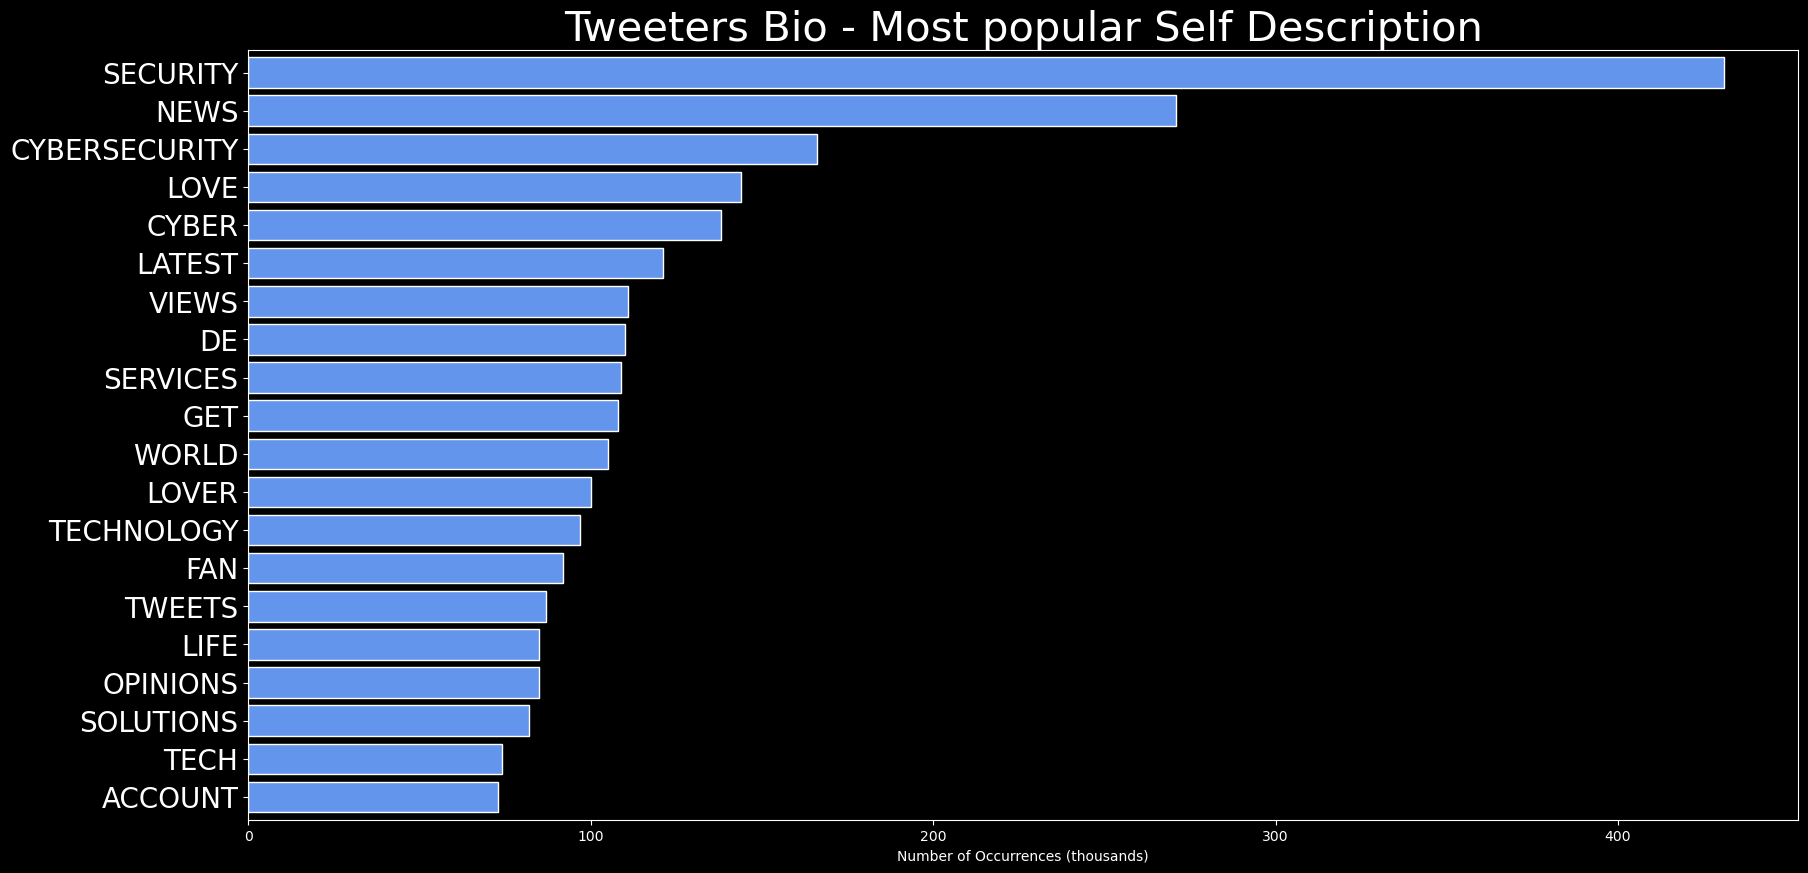 Tweeters Bio - Most popular Self Description
SECURITY
NEWS
CYBERSECURITY
LOVE
CYBER
LATEST
VIEWS
DE
SERVICES
GET
WORLD
LOVER
TECHNOLOGY
FAN
TWEETS
LIFE
OPINIONS
SOLUTIONS
TECH
ACCOUNT
0 100 200 300 400
Number of Occurrences (thousands)